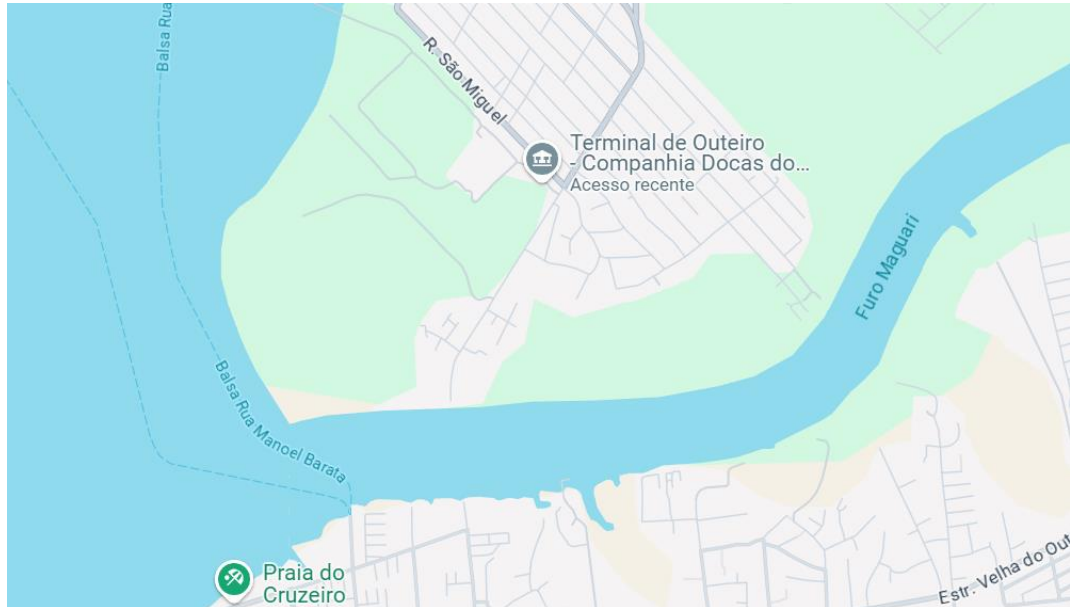 Balsa Rua
R. São Miguel
Terminal de Outeiro
- Companhia Docas do...
Acesso recente
Furo Maguari
Balsa Rua Manoel Barata
Praia do
Cruzeiro
Estr. Velha do Out